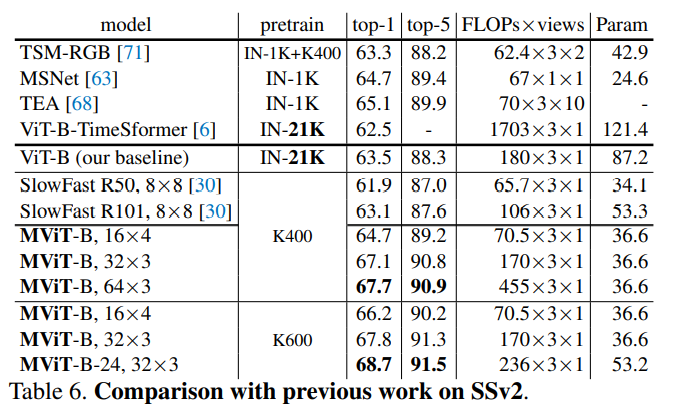 model pretrain top-1 top-5 FLOPs×views Param
TSM-RGB [71] IN-1K+K400 63.3 88.2 62.4×3×2 42.9
MSNet [63] IN-1K 64.7 89.4 67×1×1 24.6
TEA [68] IN-1K 65.1 89.9 70×3×10 -
ViT-B-TimeSformer [6] IN-21K 62.5 - 1703×3×1 121.4
ViT-B (our baseline) IN-21K 63.5 88.3 180×3×1 87.2
SlowFast R50, 8×8 [30] 61.9 87.0 65.7×3×1 34.1
SlowFast R101, 8×8 [30] 63.1 87.6 106×3×1 53.3
MViT-B, 16×4 K400 64.7 89.2 70.5×3×1 36.6
MViT-B, 32×3 67.1 90.8 170×3×1 36.6
MViT-B, 64×3 67.7 90.9 455×3×1 36.6
MViT-B, 16×4 66.2 90.2 70.5×3×1 36.6
MViT-B, 32×3 K600 67.8 91.3 170×3×1 36.6
MViT-B-24, 32×3 68.7 91.5 236×3×1 53.2
Table 6. Comparison with previous work on SSv2.